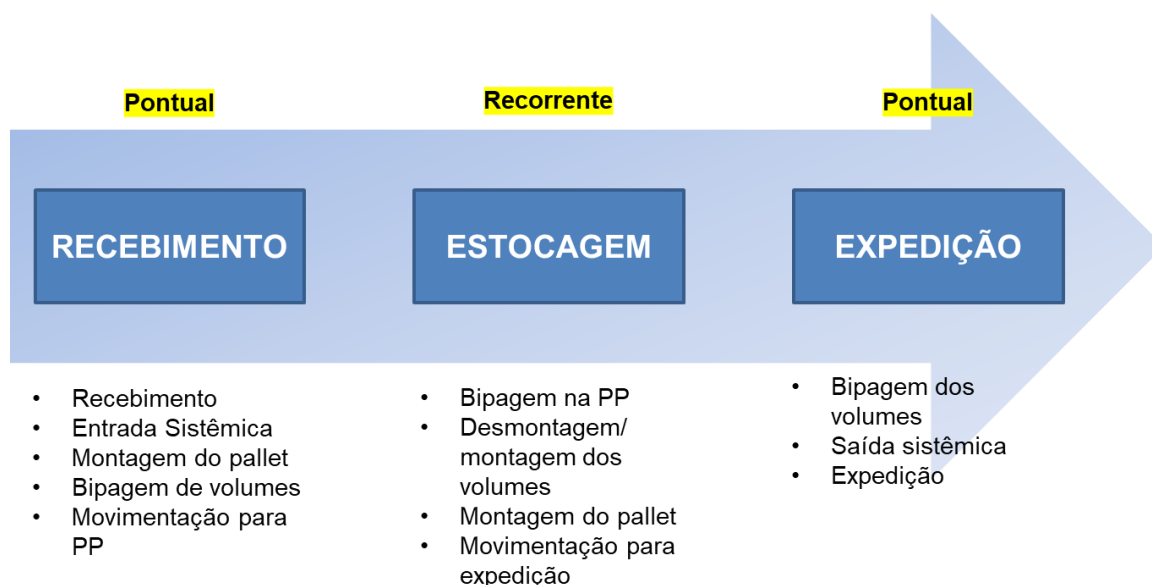 Pontual
Recorrente
Pontual
RECEBIMENTO
ESTOCAGEM
EXPEDIÇÃO
• Recebimento
• Entrada Sistêmica
• Montagem do pallet
• Bipagem de volumes
• Movimentação para
PP
• Bipagem na PP
• Desmontagem/
montagem dos
volumes
• Montagem do pallet
• Movimentação para
expedição
• Bipagem dos
volumes
• Saída sistêmica
• Expedição